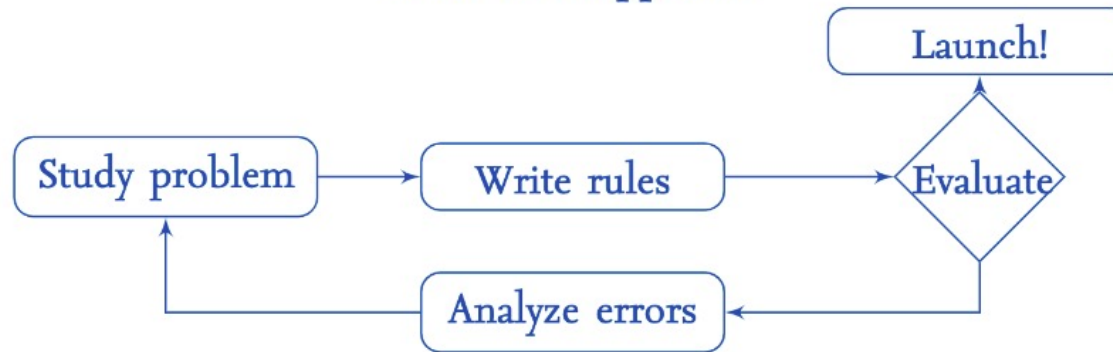 Launch!
Study problem
Write rules
Evaluate
Analyze errors